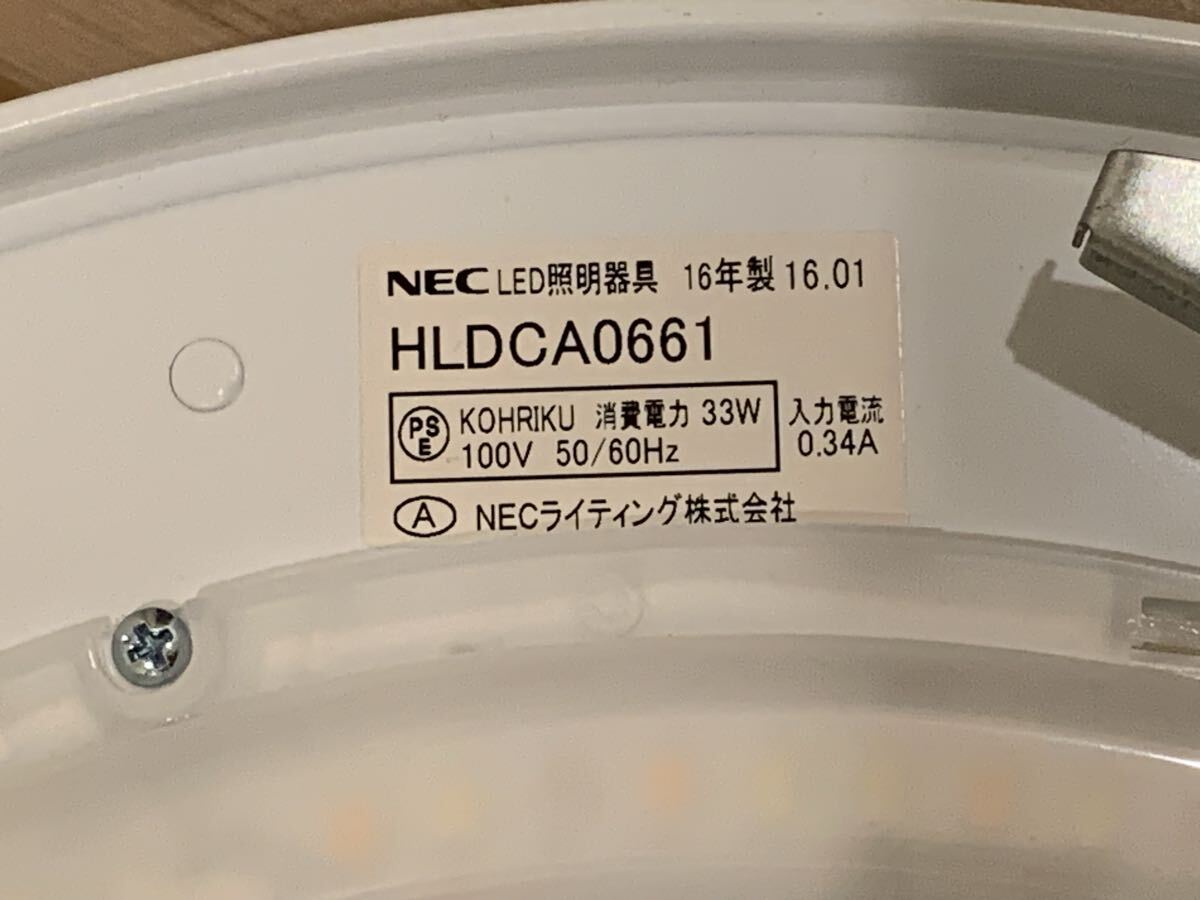 NEC LED照明器具 16年製 16.01
HLDCA0661
PSE KOHRIKU 消費電力 33W
100V 50/60Hz
入力電流
0.34A
A NECライティング株式会社